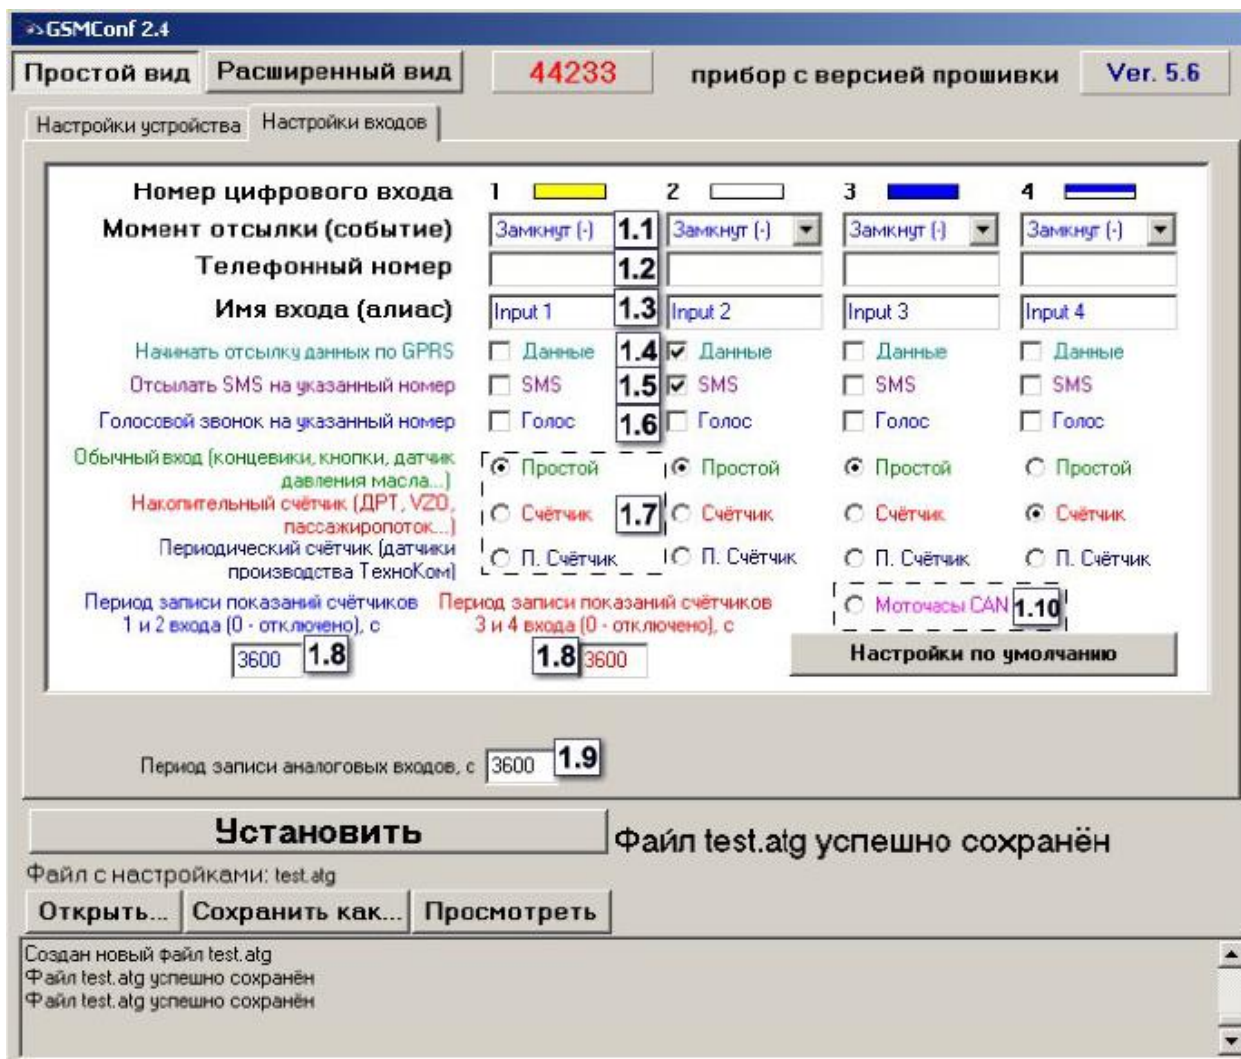 GSMConf 2.4
Простой вид Расширенный вид 44233 прибор с версией прошивки Ver. 5.6
Настройки устройства Настройки входов
Номер цифрового входа 1 2 3 4
Момент отсылки (событие) Замкнут (-) 1.1 Замкнут (-) Замкнут (-) Замкнут (-)
Телефонный номер 1.2
Имя входа (алиас) Input 1 1.3 Input 2 Input 3 Input 4
Начинать отсылку данных по GPRS Данные 1.4 Данные Данные Данные
Отсылать SMS на указанный номер SMS 1.5 SMS SMS SMS
Голосовой звонок на указанный номер Голос 1.6 Голос Голос Голос
Обычный вход (концевики, кнопки, датчик
давления масла...) Простой Простой Простой Простой
Накопительный счётчик (ДРТ, VZO,
пассажиропоток...) Счётчик 1.7 Счётчик Счётчик Счётчик
Периодический счётчик (датчики
производства ТехноКом) П. Счётчик П. Счётчик П. Счётчик П. Счётчик
Период записи показаний счётчиков Период записи показаний счётчиков Моточасы CAN 1.10
1 и 2 входа (0 - отключено), с 3 и 4 входа (0 - отключено), с
3600 1.8 1.8 3600 Настройки по умолчанию
Период записи аналоговых входов, с 3600 1.9
Установить Файл test.atg успешно сохранён
Файл с настройками: test.atg
Открыть... Сохранить как... Просмотреть
Создан новый файл test.atg
Файл test.atg успешно сохранён
Файл test.atg успешно сохранён